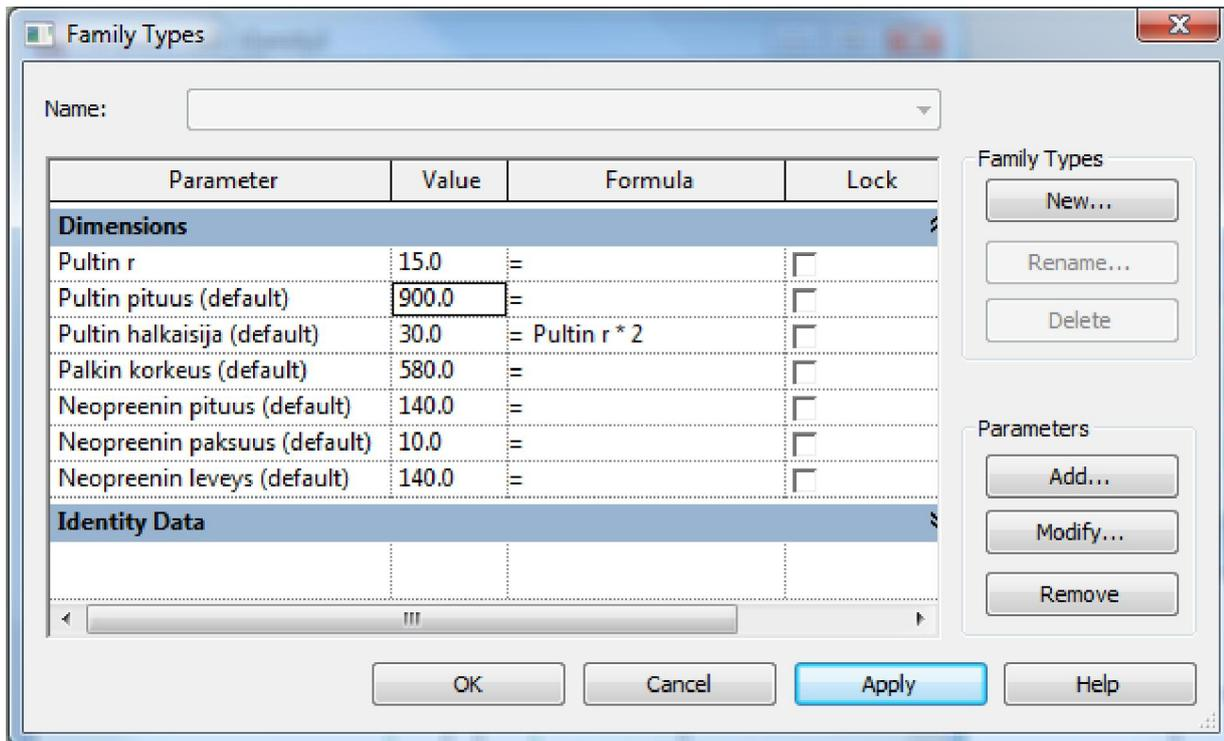 Family Types
Name:
Parameter Value Formula Lock
Dimensions
Pultin r 15.0 =
Pultin pituus (default) 900.0 =
Pultin halkaisija (default) 30.0 = Pultin r * 2
Palkin korkeus (default) 580.0 =
Neopreenin pituus (default) 140.0 =
Neopreenin paksuus (default) 10.0 =
Neopreenin leveys (default) 140.0 =
Identity Data
Family Types
New...
Rename...
Delete
Parameters
Add...
Modify...
Remove
OK Cancel Apply Help